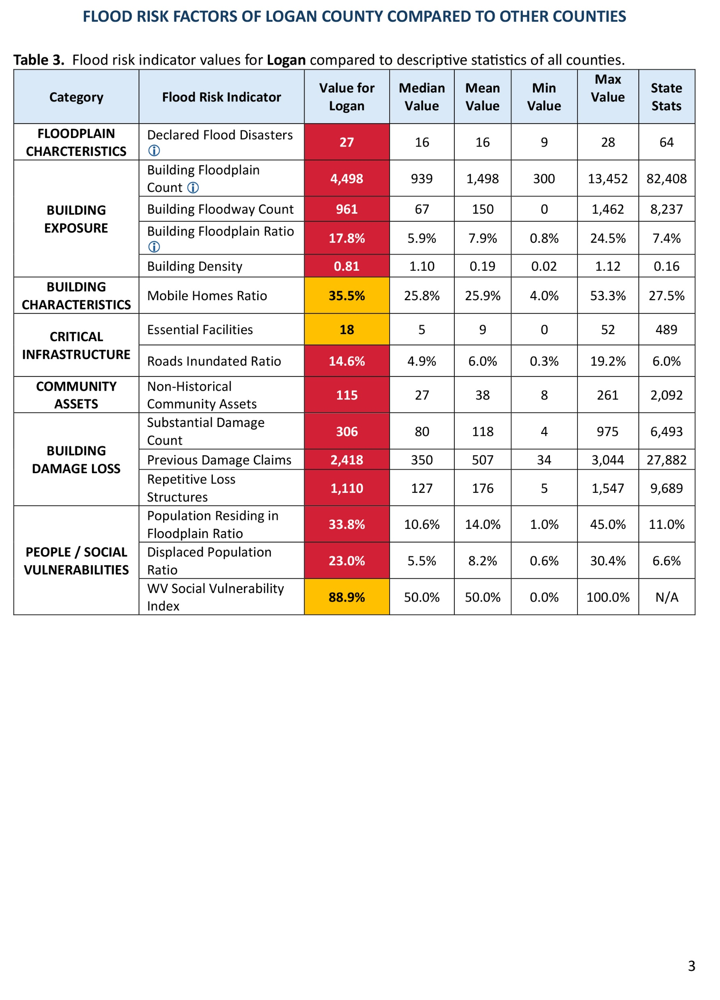 FLOOD RISK FACTORS OF LOGAN COUNTY COMPARED TO OTHER COUNTIES
Table 3. Flood risk indicator values for Logan compared to descriptive statistics of all counties.
Category Flood Risk Indicator Value for Logan Median Value Mean Value Min Value Max Value State Stats
FLOODPLAIN CHARCTERISTICS Declared Flood Disasters ⓘ 27 16 16 9 28 64
BUILDING EXPOSURE Building Floodplain Count ⓘ 4,498 939 1,498 300 13,452 82,408
Building Floodway Count 961 67 150 0 1,462 8,237
Building Floodplain Ratio ⓘ 17.8% 5.9% 7.9% 0.8% 24.5% 7.4%
Building Density 0.81 1.10 0.19 0.02 1.12 0.16
BUILDING CHARACTERISTICS Mobile Homes Ratio 35.5% 25.8% 25.9% 4.0% 53.3% 27.5%
CRITICAL INFRASTRUCTURE Essential Facilities 18 5 9 0 52 489
Roads Inundated Ratio 14.6% 4.9% 6.0% 0.3% 19.2% 6.0%
COMMUNITY ASSETS Non-Historical Community Assets 115 27 38 8 261 2,092
BUILDING DAMAGE LOSS Substantial Damage Count 306 80 118 4 975 6,493
Previous Damage Claims 2,418 350 507 34 3,044 27,882
Repetitive Loss Structures 1,110 127 176 5 1,547 9,689
PEOPLE / SOCIAL VULNERABILITIES Population Residing in Floodplain Ratio 33.8% 10.6% 14.0% 1.0% 45.0% 11.0%
Displaced Population Ratio 23.0% 5.5% 8.2% 0.6% 30.4% 6.6%
WV Social Vulnerability Index 88.9% 50.0% 50.0% 0.0% 100.0% N/A
3